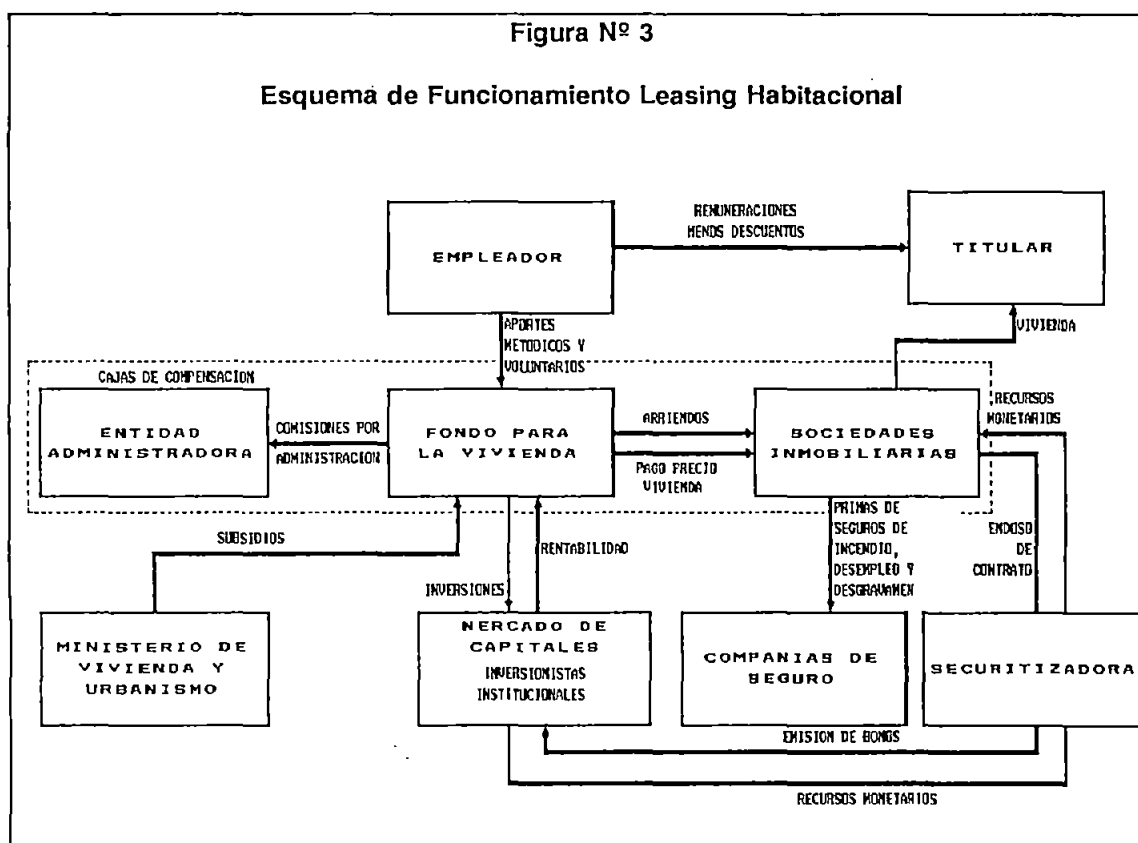 Figura Nº 3
Esquema de Funcionamiento Leasing Habitacional
EMPLEADOR
REMUNERACIONES
MENOS DESCUENTOS
TITULAR
APORTES
METODICOS Y
VOLUNTARIOS
VIVIENDA
CAJAS DE COMPENSACION
ENTIDAD
ADMINISTRADORA
COMISIONES POR
ADMINISTRACION
FONDO PARA
LA VIVIENDA
ARRIENDOS
PAGO PRECIO
VIVIENDA
SOCIEDADES
INMOBILIARIAS
RECURSOS
MONETARIOS
SUBSIDIOS
INVERSIONES
RENTABILIDAD
PRIMAS DE
SEGUROS DE
INCENDIO,
DESEMPLEO Y
DESGRAVAMEN
ENDOSO
DE
CONTRATO
MINISTERIO DE
VIVIENDA Y
URBANISMO
NERCADO DE
CAPITALES
INVERSIONISTAS
INSTITUCIONALES
COMPANIAS DE
SEGURO
SECURITIZADORA
EMISION DE BONOS
RECURSOS MONETARIOS